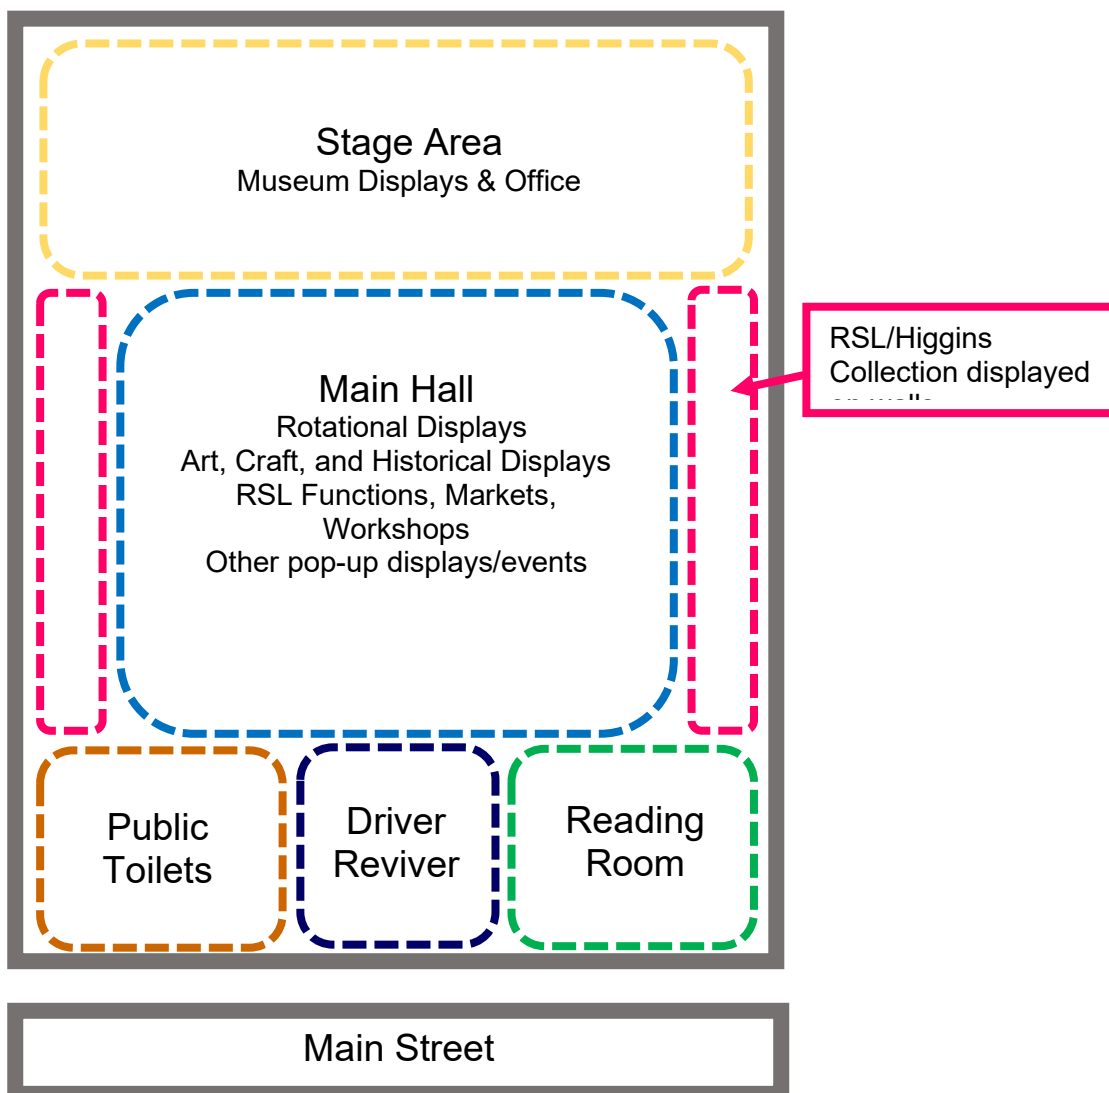 Stage Area
Museum Displays & Office
Main Hall
Rotational Displays
Art, Craft, and Historical Displays
RSL Functions, Markets,
Workshops
Other pop-up displays/events
RSL/Higgins
Collection displayed
Public
Toilets
Driver
Reviver
Reading
Room
Main Street